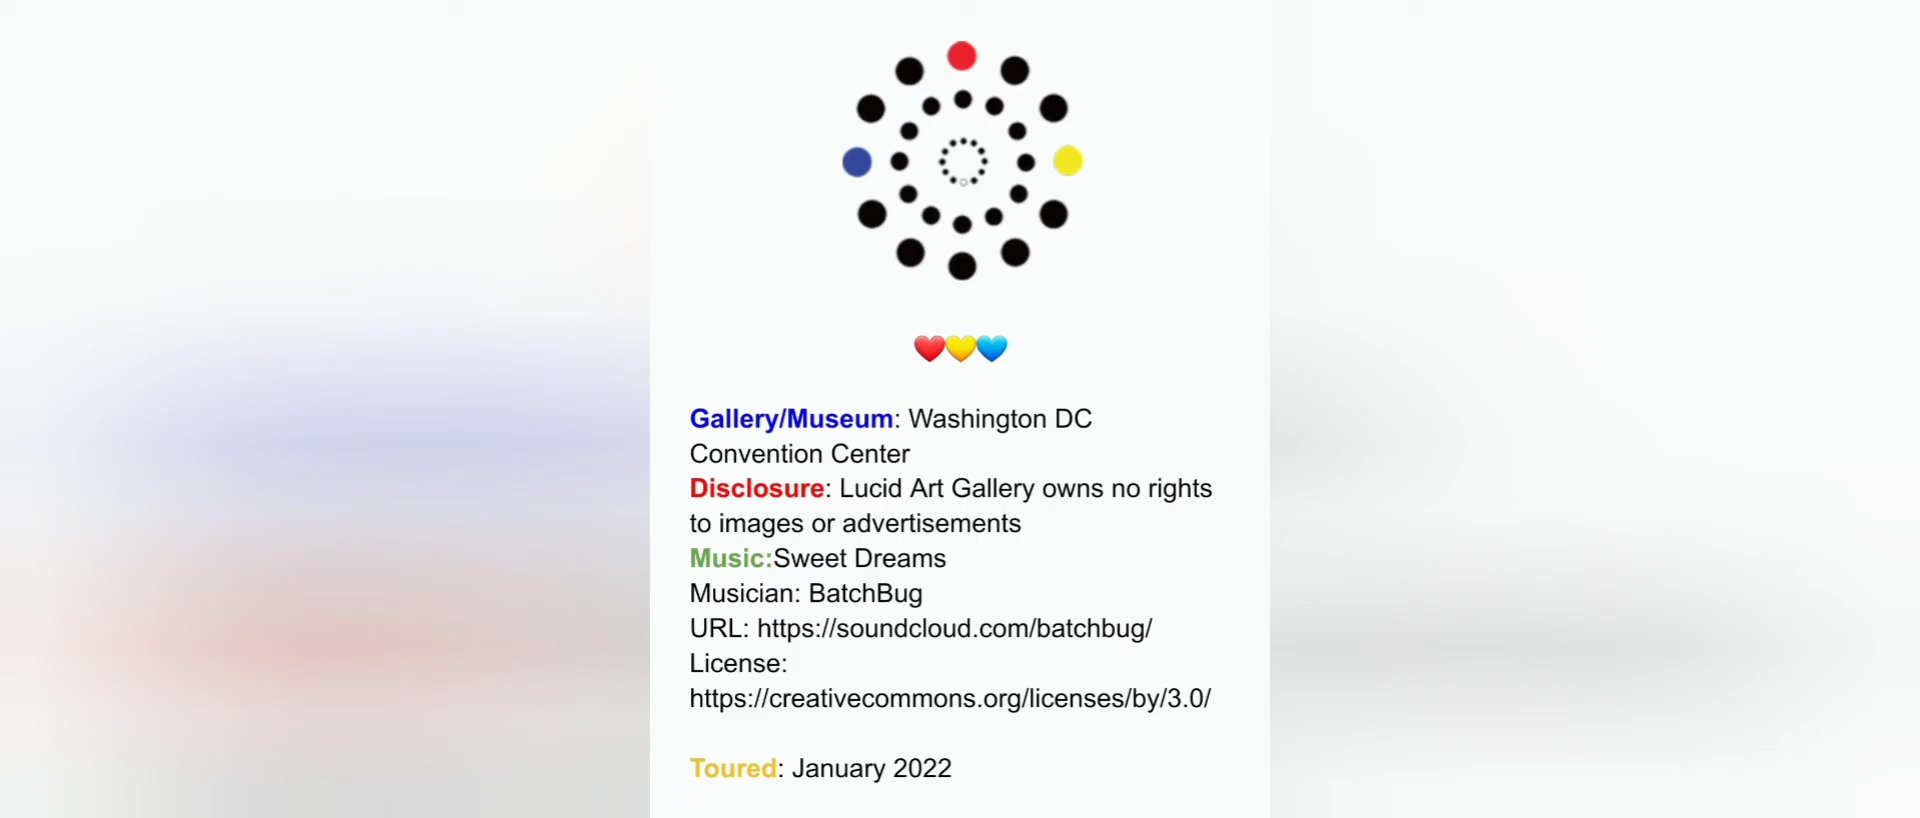 ❤️💛💙
Gallery/Museum: Washington DC
Convention Center
Disclosure: Lucid Art Gallery owns no rights
to images or advertisements
Music:Sweet Dreams
Musician: BatchBug
URL: https://soundcloud.com/batchbug/
License:
https://creativecommons.org/licenses/by/3.0/
Toured: January 2022